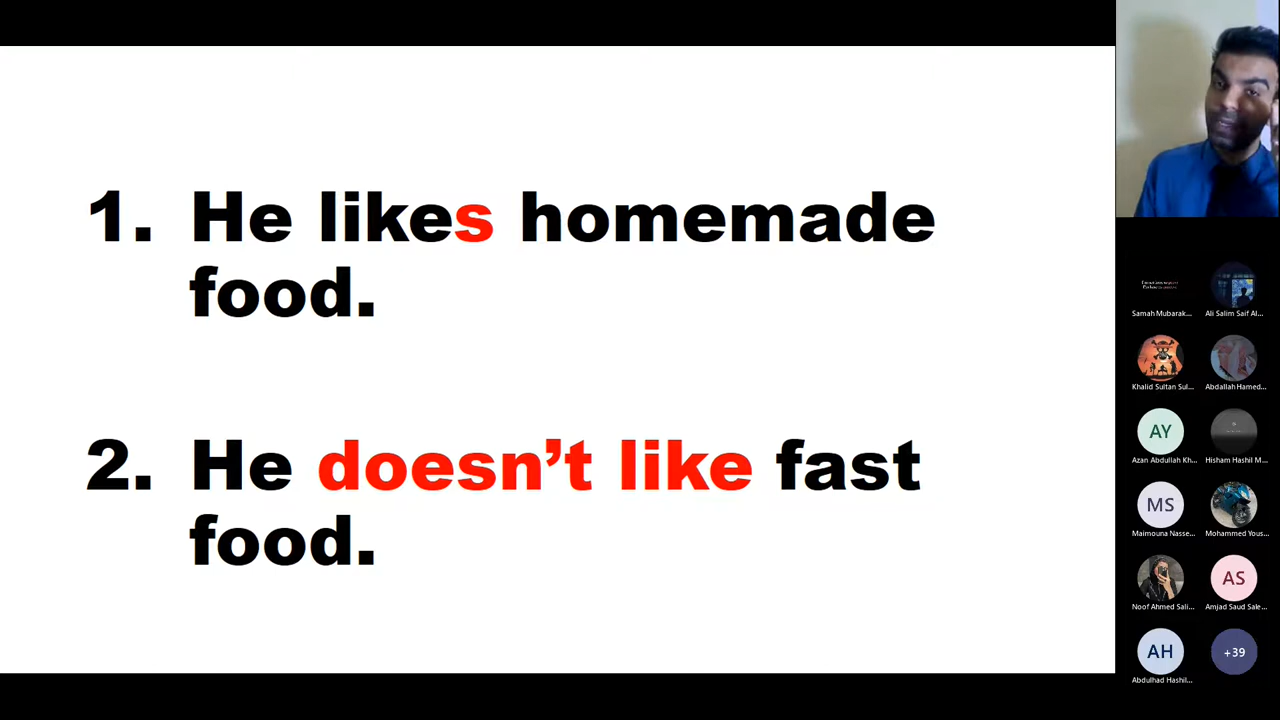 1. He likes homemade
food.
2. He doesn’t like fast
food.
Samah Mubarak...
Ali Salim Saif Al...
Khalid Sultan Sul...
Abdallah Hamed...
AY
Azan Abdullah Kh...
Hisham Hashil M...
MS
Maimouna Nasse...
Mohammed Yous...
Noof Ahmed Sali...
AS
Amjad Saud Sale...
AH
Abdulhad Hashil...
+39